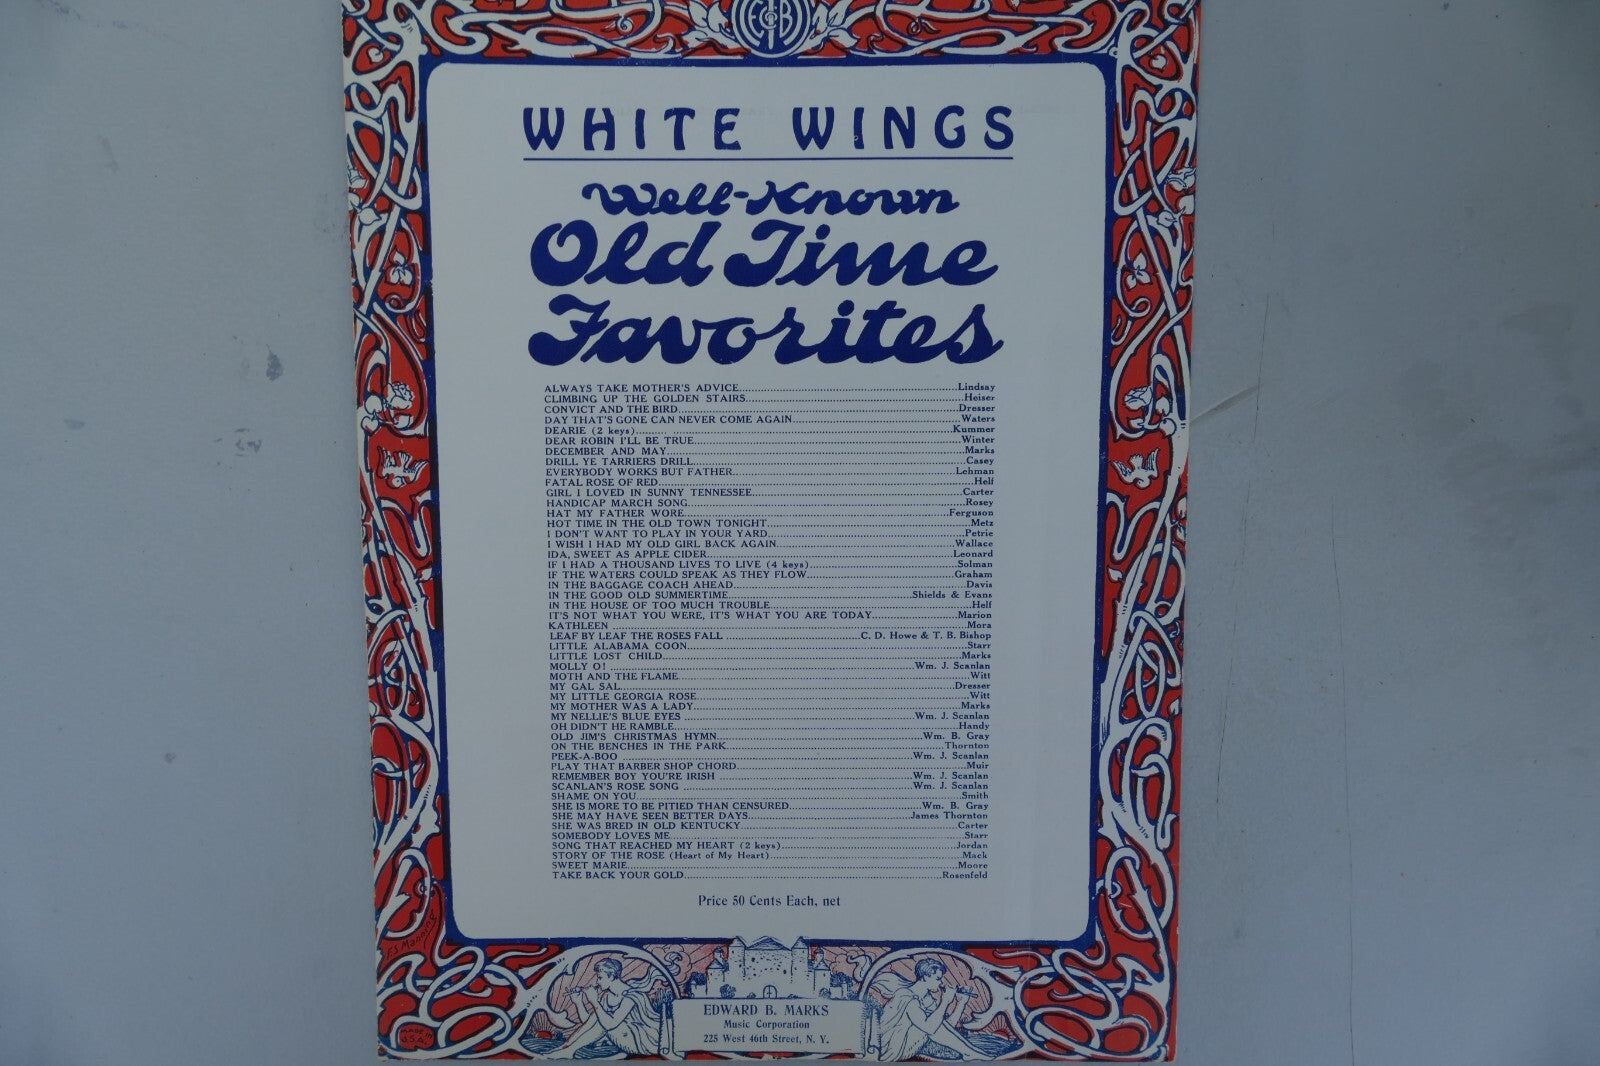 WHITE WINGS
Well-Known
Old Time
Favorites
ALWAYS TAKE MOTHER'S ADVICE Lindsay
CLIMBING UP THE GOLDEN STAIRS Heiser
CONVICT AND THE BIRD Dresser
DAY THAT'S GONE CAN NEVER COME AGAIN Waters
DEARIE (2 keys) Kummer
DEAR ROBIN I'LL BE TRUE Winter
DECEMBER AND MAY Marks
DRILL YE TARRIERS DRILL Casey
EVERYBODY WORKS BUT FATHER Lehman
FATAL ROSE OF RED Helf
GIRL I LOVED IN SUNNY TENNESSEE Carter
HANDICAP MARCH SONG Rosey
HAT MY FATHER WORE Ferguson
HOT TIME IN THE OLD TOWN TONIGHT Metz
I DON'T WANT TO PLAY IN YOUR YARD Petrie
I WISH I HAD MY OLD GIRL BACK AGAIN Wallace
IDA, SWEET AS APPLE CIDER Leonard
IF I HAD A THOUSAND LIVES TO LIVE (4 keys) Solman
IF THE WATERS COULD SPEAK AS THEY FLOW Graham
IN THE BAGGAGE COACH AHEAD Davis
IN THE GOOD OLD SUMMERTIME Shields & Evans
IN THE HOUSE OF TOO MUCH TROUBLE Helf
IT'S NOT WHAT YOU WERE, IT'S WHAT YOU ARE TODAY Marion
KATHLEEN Mora
LEAF BY LEAF THE ROSES FALL C. D. Howe & T. B. Bishop
LITTLE ALABAMA COON Starr
LITTLE LOST CHILD Marks
MOLLY O! Wm. J. Scanlan
MOTH AND THE FLAME Witt
MY GAL SAL Dresser
MY LITTLE GEORGIA ROSE Witt
MY MOTHER WAS A LADY Marks
MY NELLIE'S BLUE EYES Wm. J. Scanlan
OH DIDN'T HE RAMBLE Handy
OLD JIM'S CHRISTMAS HYMN Wm. B. Gray
ON THE BENCHES IN THE PARK Thornton
PEEK-A-BOO Wm. J. Scanlan
PLAY THAT BARBER SHOP CHORD Muir
REMEMBER BOY YOU'RE IRISH Wm. J. Scanlan
SCANLAN'S ROSE SONG Wm. J. Scanlan
SHAME ON YOU Smith
SHE IS MORE TO BE PITIED THAN CENSURED Wm. B. Gray
SHE MAY HAVE SEEN BETTER DAYS James Thornton
SHE WAS BRED IN OLD KENTUCKY Carter
SOMEBODY LOVES ME Starr
SONG THAT REACHED MY HEART (2 keys) Jordan
STORY OF THE ROSE (Heart of My Heart) Mack
SWEET MARIE Moore
TAKE BACK YOUR GOLD Rosenfeld
Price 50 Cents Each, net
F.S Manning
MADE IN
U.S.A.
EDWARD B. MARKS
Music Corporation
225 West 46th Street, N. Y.